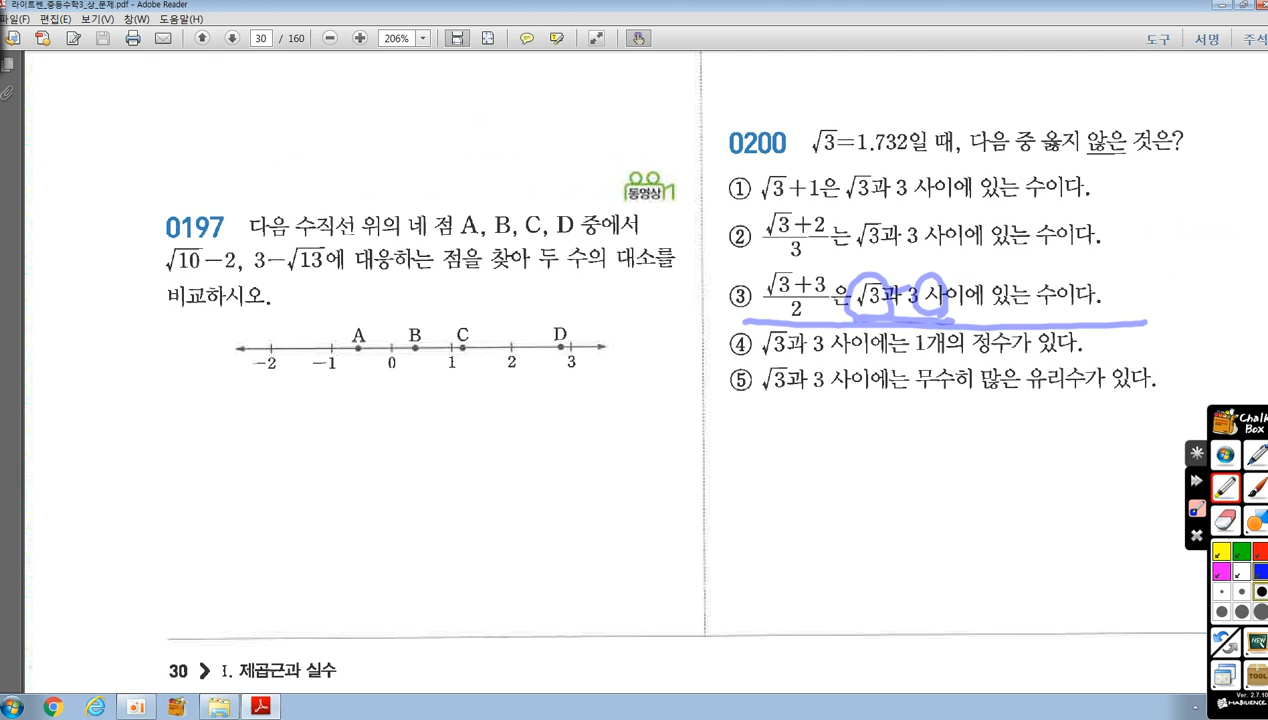 라이트쎈_중등수학3_상_문제.pdf - Adobe Reader
파일(F) 편집(E) 보기(V) 창(W) 도움말(H)
30 / 160 206% 도구 서명 주석
통영상
0197 다음 수직선 위의 네 점 A, B, C, D 중에서
√10-2, 3-√13에 대응하는 점을 찾아 두 수의 대소를
비교하시오.
A B C D
-2 -1 0 1 2 3
0200 √3=1.732일 때, 다음 중 옳지 않은 것은?
① √3+1은 √3과 3 사이에 있는 수이다.
② (√3+2)/3는 √3과 3 사이에 있는 수이다.
③ (√3+3)/2은 √3과 3 사이에 있는 수이다.
④ √3과 3 사이에는 1개의 정수가 있다.
⑤ √3과 3 사이에는 무수히 많은 유리수가 있다.
30 I. 제곱근과 실수
Chalk
Box
NEW
TOOL
Ver. 2.7.10
HABILIENCE